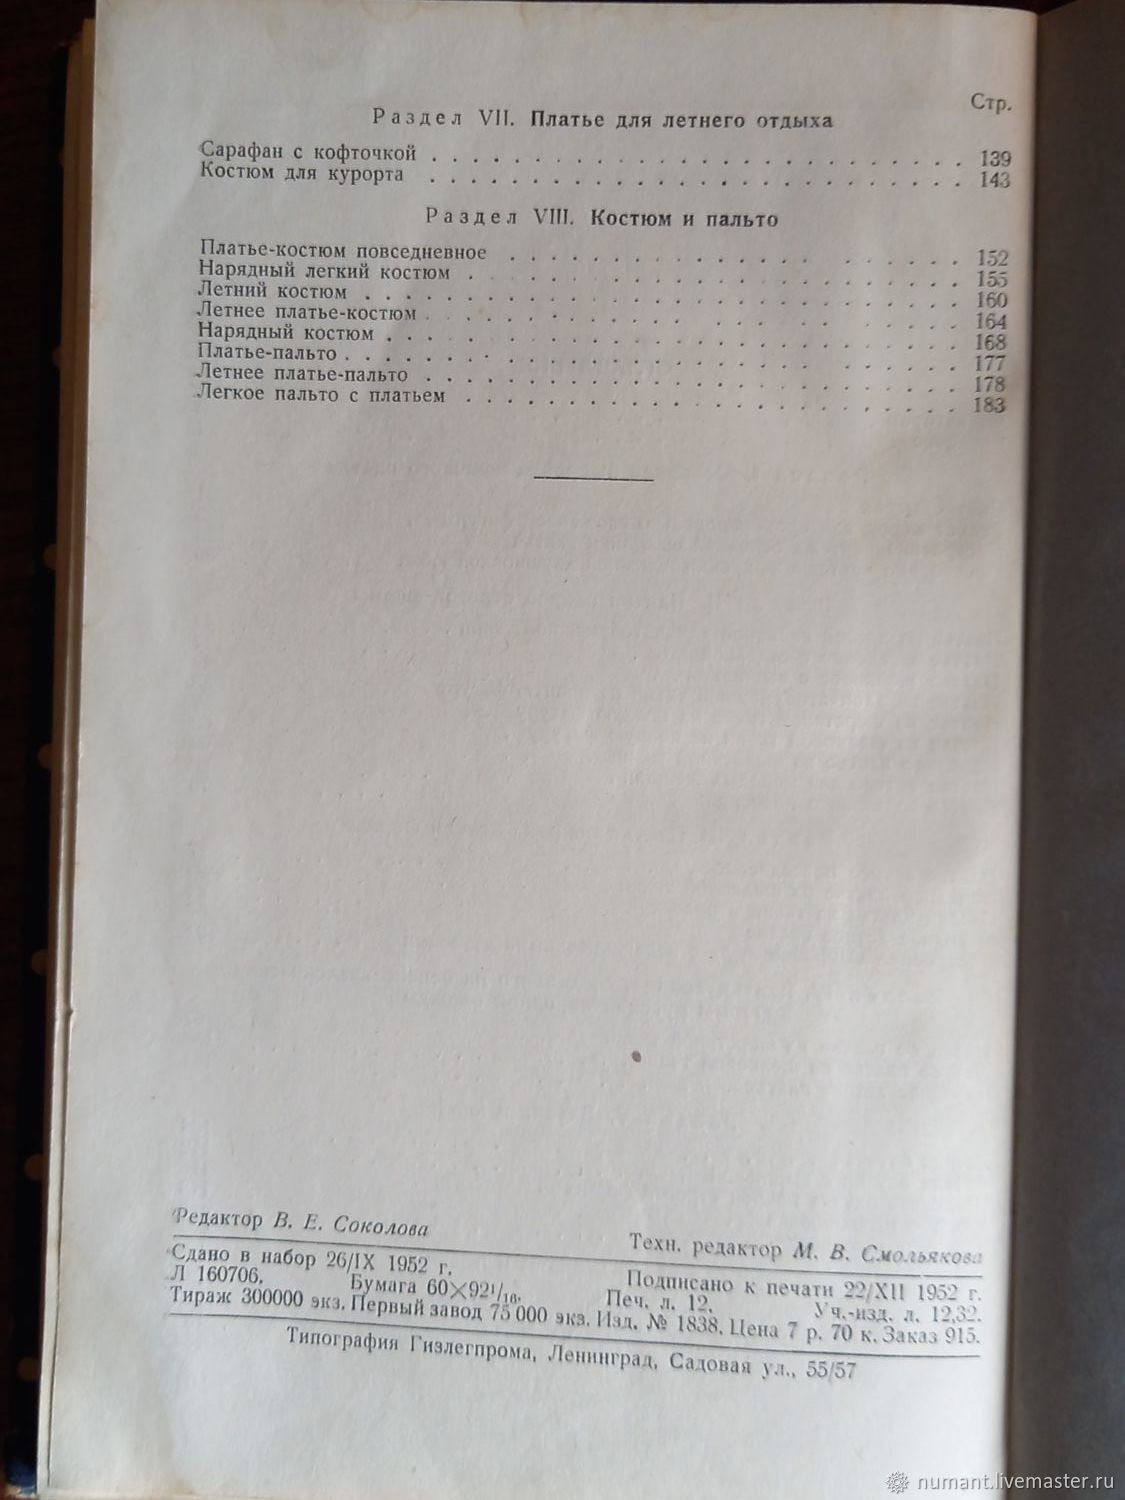 Стр.
Раздел VII. Платье для летнего отдыха
Сарафан с кофточкой . . . . . . . . . . . . . . . . . . . . 139
Костюм для курорта . . . . . . . . . . . . . . . . . . . . 143
Раздел VIII. Костюм и пальто
Платье-костюм повседневное . . . . . . . . . . . . . . . . 152
Нарядный легкий костюм . . . . . . . . . . . . . . . . . . 155
Летний костюм . . . . . . . . . . . . . . . . . . . . . . 160
Летнее платье-костюм . . . . . . . . . . . . . . . . . . . 164
Нарядный костюм . . . . . . . . . . . . . . . . . . . . . 168
Платье-пальто . . . . . . . . . . . . . . . . . . . . . . 177
Летнее платье-пальто . . . . . . . . . . . . . . . . . . . 178
Легкое пальто с платьем . . . . . . . . . . . . . . . . . 183
Редактор В. Е. Соколова Техн. редактор М. В. Смольякова
Сдано в набор 26/IX 1952 г. Подписано к печати 22/XII 1952 г.
Л 160706. Бумага 60×92 1/16. Печ. л. 12. Уч.-изд. л. 12,32.
Тираж 300000 экз. Первый завод 75 000 экз. Изд. № 1838. Цена 7 р. 70 к. Заказ 915.
Типография Гизлегпрома, Ленинград, Садовая ул., 55/57
numant.livemaster.ru